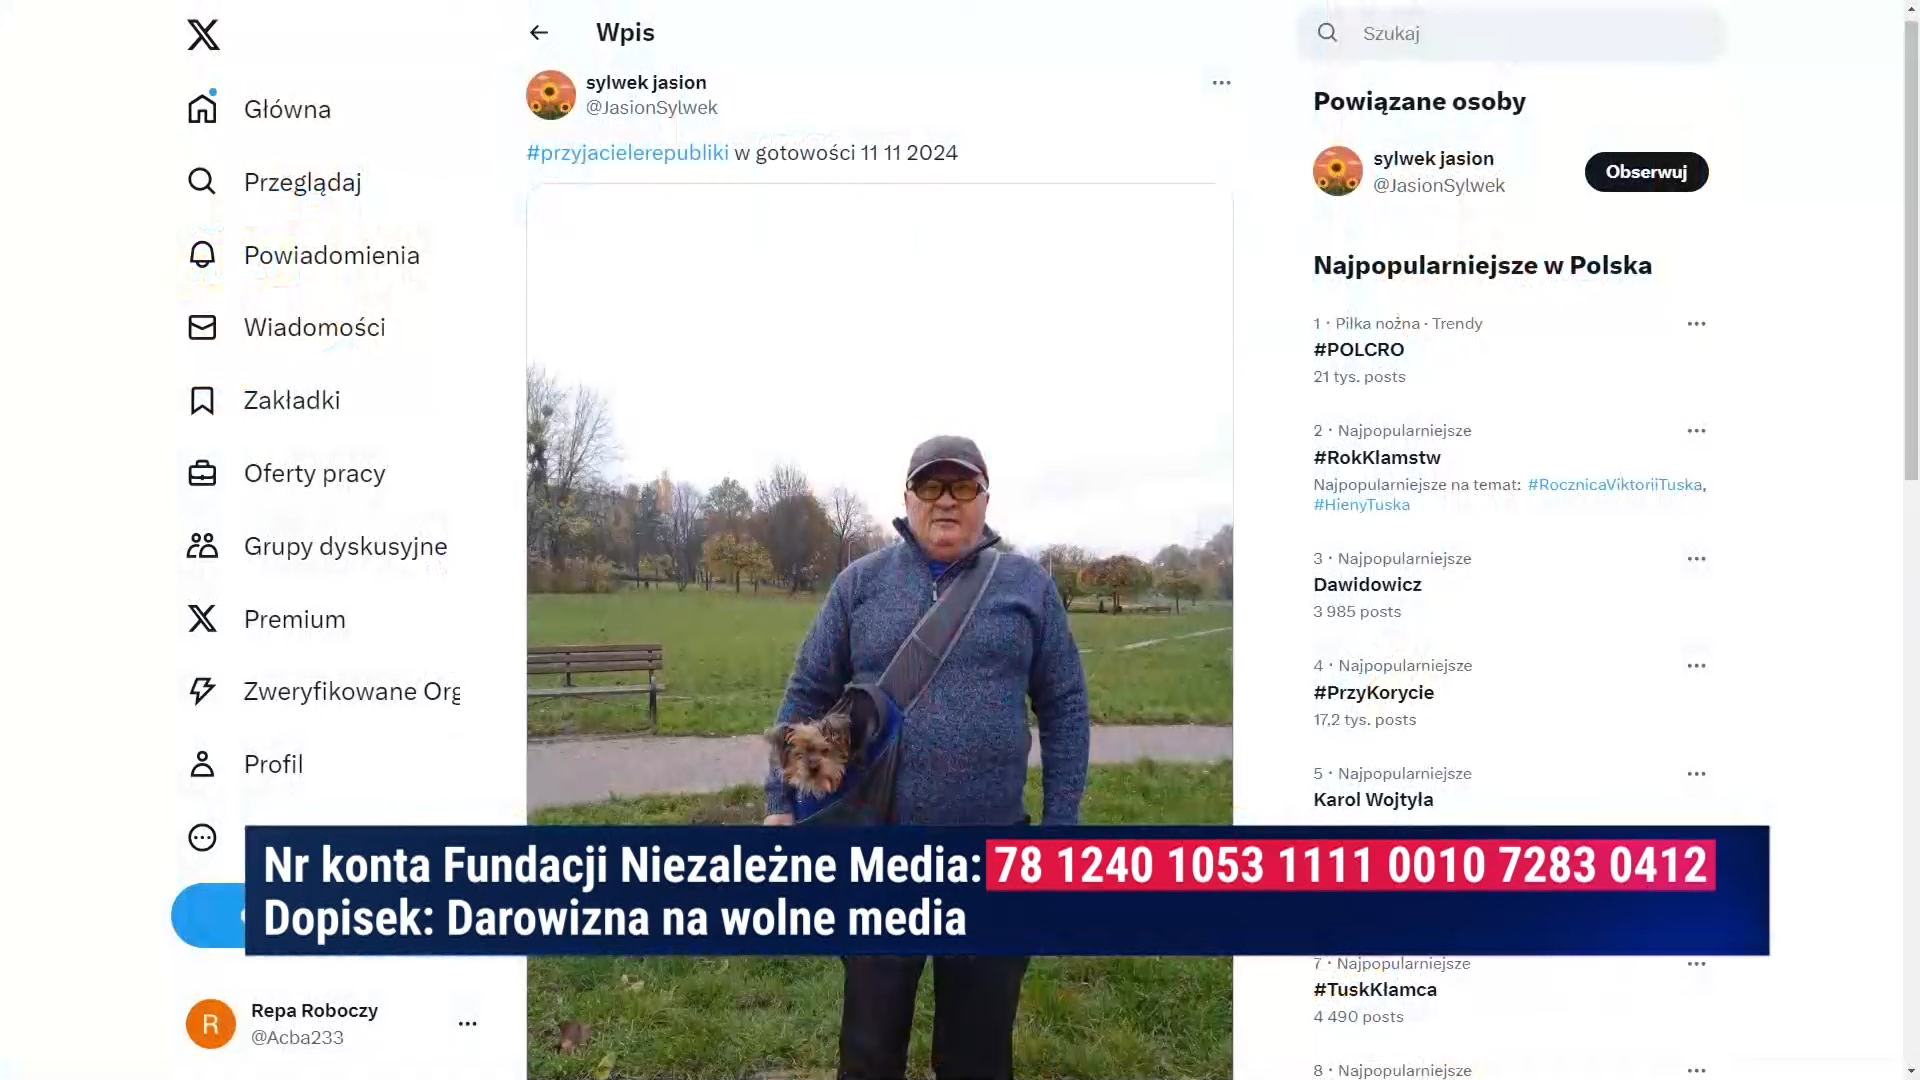 Główna
Przeglądaj
Powiadomienia
Wiadomości
Zakładki
Oferty pracy
Grupy dyskusyjne
Premium
Zweryfikowane Org
Profil
R
Repa Roboczy
@Acba233
Wpis
sylwek jasion
@JasionSylwek
#przyjacielerepubliki w gotowości 11 11 2024
Szukaj
Powiązane osoby
sylwek jasion
@JasionSylwek
Obserwuj
Najpopularniejsze w Polska
1 · Piłka nożna · Trendy
#POLCRO
21 tys. posts
2 · Najpopularniejsze
#RokKlamstw
Najpopularniejsze na temat: #RocznicaViktoriiTuska,
#HienyTuska
3 · Najpopularniejsze
Dawidowicz
3 985 posts
4 · Najpopularniejsze
#PrzyKorycie
17,2 tys. posts
5 · Najpopularniejsze
Karol Wojtyla
7 · Najpopularniejsze
#TuskKłamca
4 490 posts
8 · Najpopularniejsze
Nr konta Fundacji Niezależne Media: 78 1240 1053 1111 0010 7283 0412
Dopisek: Darowizna na wolne media